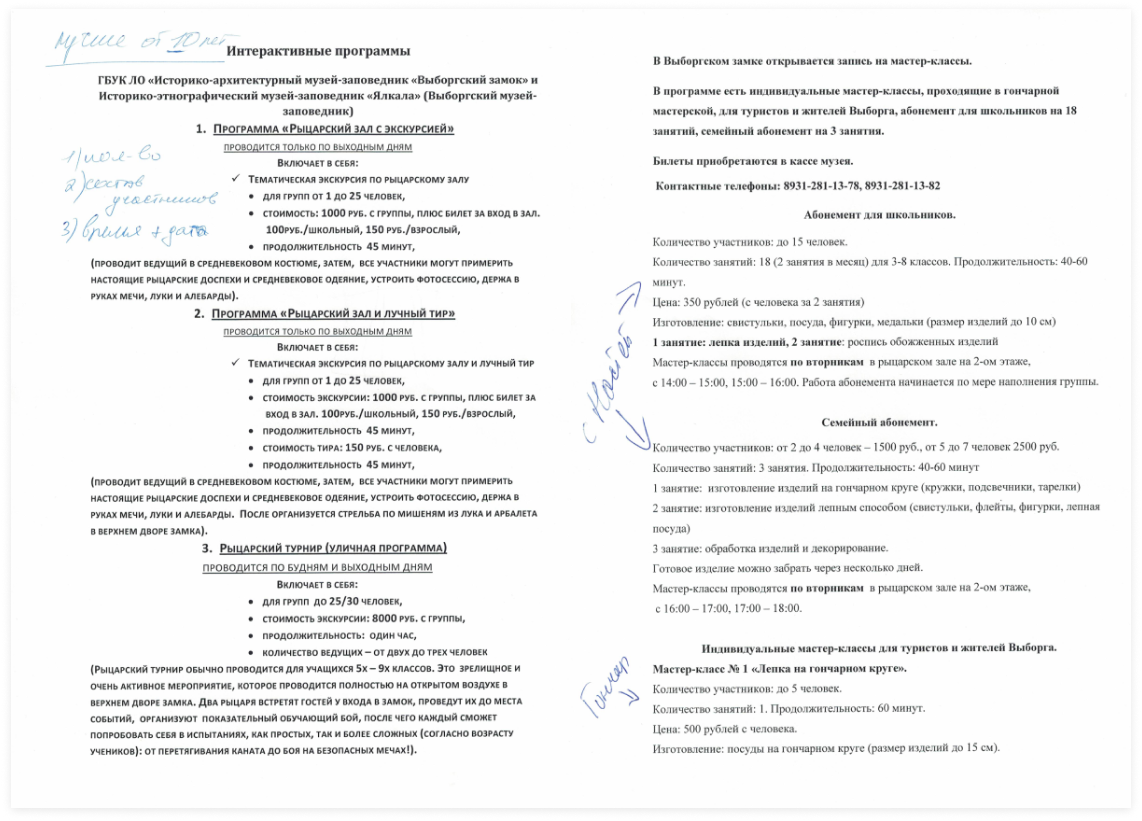 лучше от 10 лет
Интерактивные программы
ГБУК ЛО «Историко-архитектурный музей-заповедник «Выборгский замок» и
Историко-этнографический музей-заповедник «Ялкала» (Выборгский музей-
заповедник)
1. Программа «Рыцарский зал с экскурсией»
проводится только по выходным дням
Включает в себя:
✓ Тематическая экскурсия по рыцарскому залу
• для групп от 1 до 25 человек,
• стоимость: 1000 руб. с группы, плюс билет за вход в зал.
100руб./школьный, 150 руб./взрослый,
• продолжительность 45 минут,
1) кол-во
2) состав
участников
3) время + дата
(проводит ведущий в средневековом костюме, затем, все участники могут примерить
настоящие рыцарские доспехи и средневековое одеяние, устроить фотосессию, держа в
руках мечи, луки и алебарды).
2. Программа «Рыцарский зал и лучный тир»
проводится только по выходным дням
Включает в себя:
✓ Тематическая экскурсия по рыцарскому залу и лучный тир
• для групп от 1 до 25 человек,
• стоимость экскурсии: 1000 руб. с группы, плюс билет за
вход в зал. 100руб./школьный, 150 руб./взрослый,
• продолжительность 45 минут,
• стоимость тира: 150 руб. с человека,
• продолжительность 45 минут,
(проводит ведущий в средневековом костюме, затем, все участники могут примерить
настоящие рыцарские доспехи и средневековое одеяние, устроить фотосессию, держа в
руках мечи, луки и алебарды. После организуется стрельба по мишеням из лука и арбалета
в верхнем дворе замка).
3. Рыцарский турнир (уличная программа)
проводится по будням и выходным дням
Включает в себя:
• для групп до 25/30 человек,
• стоимость экскурсии: 8000 руб. с группы,
• продолжительность: один час,
• количество ведущих – от двух до трех человек
(Рыцарский турнир обычно проводится для учащихся 5х – 9х классов. Это зрелищное и
очень активное мероприятие, которое проводится полностью на открытом воздухе в
верхнем дворе замка. Два рыцаря встретят гостей у входа в замок, проведут их до места
событий, организуют показательный обучающий бой, после чего каждый сможет
попробовать себя в испытаниях, как простых, так и более сложных (согласно возрасту
учеников): от перетягивания каната до боя на безопасных мечах!).
В Выборгском замке открывается запись на мастер-классы.
В программе есть индивидуальные мастер-классы, проходящие в гончарной
мастерской, для туристов и жителей Выборга, абонемент для школьников на 18
занятий, семейный абонемент на 3 занятия.
Билеты приобретаются в кассе музея.
Контактные телефоны: 8931-281-13-78, 8931-281-13-82
Абонемент для школьников.
Количество участников: до 15 человек.
Количество занятий: 18 (2 занятия в месяц) для 3-8 классов. Продолжительность: 40-60
минут.
Цена: 350 рублей (с человека за 2 занятия)
Изготовление: свистульки, посуда, фигурки, медальки (размер изделий до 10 см)
1 занятие: лепка изделий, 2 занятие: роспись обожженных изделий
Мастер-классы проводятся по вторникам в рыцарском зале на 2-ом этаже,
с 14:00 – 15:00, 15:00 – 16:00. Работа абонемента начинается по мере наполнения группы.
Семейный абонемент.
Количество участников: от 2 до 4 человек – 1500 руб., от 5 до 7 человек 2500 руб.
Количество занятий: 3 занятия. Продолжительность: 40-60 минут
1 занятие: изготовление изделий на гончарном круге (кружки, подсвечники, тарелки)
2 занятие: изготовление изделий лепным способом (свистульки, флейты, фигурки, лепная
посуда)
3 занятие: обработка изделий и декорирование.
Готовое изделие можно забрать через несколько дней.
Мастер-классы проводятся по вторникам в рыцарском зале на 2-ом этаже,
с 16:00 – 17:00, 17:00 – 18:00.
Гончар
Индивидуальные мастер-классы для туристов и жителей Выборга.
Мастер-класс № 1 «Лепка на гончарном круге».
Количество участников: до 5 человек.
Количество занятий: 1. Продолжительность: 60 минут.
Цена: 500 рублей с человека.
Изготовление: посуды на гончарном круге (размер изделий до 15 см).